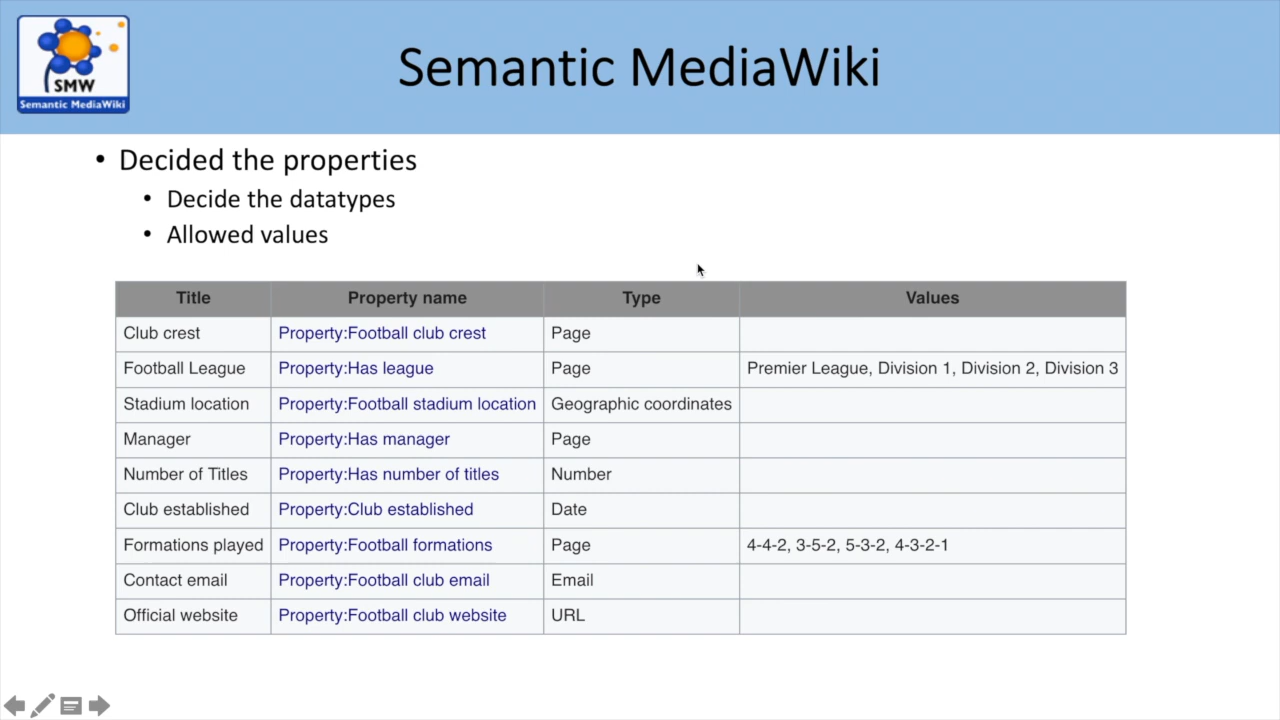 SMW
Semantic MediaWiki
Semantic MediaWiki
• Decided the properties
• Decide the datatypes
• Allowed values
Title Property name Type Values
Club crest Property:Football club crest Page
Football League Property:Has league Page Premier League, Division 1, Division 2, Division 3
Stadium location Property:Football stadium location Geographic coordinates
Manager Property:Has manager Page
Number of Titles Property:Has number of titles Number
Club established Property:Club established Date
Formations played Property:Football formations Page 4-4-2, 3-5-2, 5-3-2, 4-3-2-1
Contact email Property:Football club email Email
Official website Property:Football club website URL